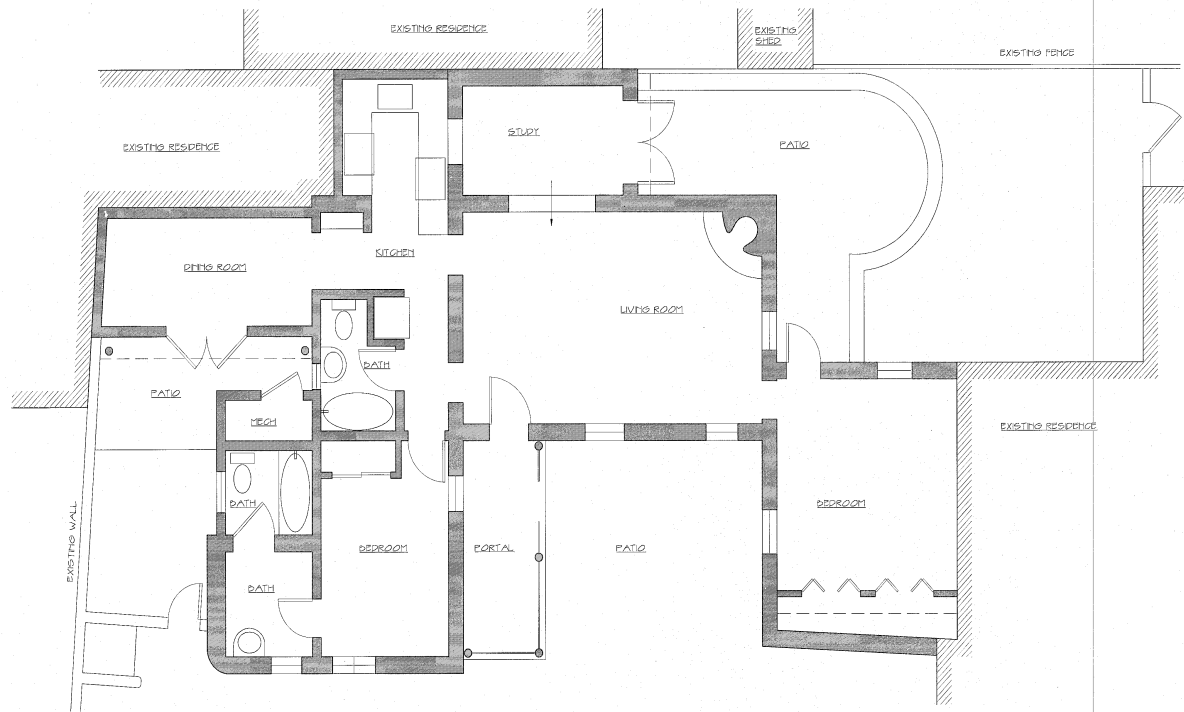 EXISTING RESIDENCE
EXISTING
SHED
EXISTING FENCE
EXISTING RESIDENCE
STUDY
PATIO
KITCHEN
DINING ROOM
LIVING ROOM
BATH
PATIO
MECH
EXISTING RESIDENCE
BATH
BEDROOM
EXISTING WALL
BEDROOM
PORTAL
PATIO
BATH